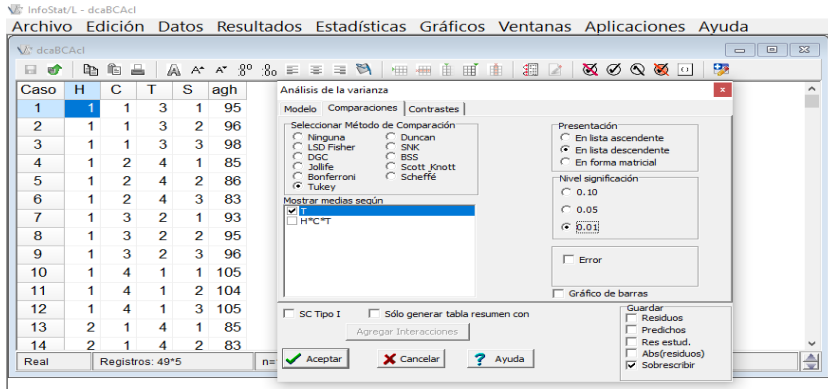 InfoStat/L - dcaBCAcl
Archivo Edición Datos Resultados Estadísticas Gráficos Ventanas Aplicaciones Ayuda
dcaBCAcl
Caso H C T S agh
1 1 1 3 1 95
2 1 1 3 2 96
3 1 1 3 3 98
4 1 2 4 1 85
5 1 2 4 2 86
6 1 2 4 3 83
7 1 3 2 1 93
8 1 3 2 2 95
9 1 3 2 3 96
10 1 4 1 1 105
11 1 4 1 2 104
12 1 4 1 3 105
13 2 1 4 1 85
14 2 1 4 2 83
Real Registros: 49*5 n=
Análisis de la varianza
Modelo Comparaciones Contrastes
Seleccionar Método de Comparación
Ninguna Duncan
LSD Fisher SNK
DGC BSS
Jollife Scott_Knott
Bonferroni Scheffé
Tukey
Mostrar medias según
T
H*C*T
Presentación
En lista ascendente
En lista descendente
En forma matricial
Nivel significación
0.10
0.05
0.01
Error
Gráfico de barras
SC Tipo I Sólo generar tabla resumen con
Agregar Interacciones
Guardar
Residuos
Predichos
Res estud.
Abs(residuos)
Sobrescribir
Aceptar Cancelar Ayuda